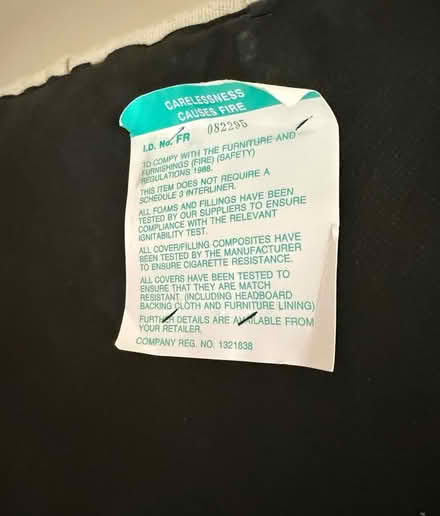 CARELESSNESS
CAUSES FIRE
I.D. No. FR 082295
TO COMPY WITH THE FURNITURE AND
FURNISHINGS (FIRE) (SAFETY)
REGULATIONS 1988.
THIS ITEM DOES NOT REQUIRE A
SCHEDULE 3 INTERLINER.
ALL FOAMS AND FILLINGS HAVE BEEN
TESTED BY OUR SUPPLIERS TO ENSURE
COMPLIANCE WITH THE RELEVANT
IGNITABILITY TEST.
ALL COVER/FILLING COMPOSITES HAVE
BEEN TESTED BY THE MANUFACTURER
TO ENSURE CIGARETTE RESISTANCE.
ALL COVERS HAVE BEEN TESTED TO
ENSURE THAT THEY ARE MATCH
RESISTANT. (INCLUDING HEADBOARD
BACKING CLOTH AND FURNITURE LINING)
FURTHER DETAILS ARE AVAILABLE FROM
YOUR RETAILER.
COMPANY REG. NO. 1321838